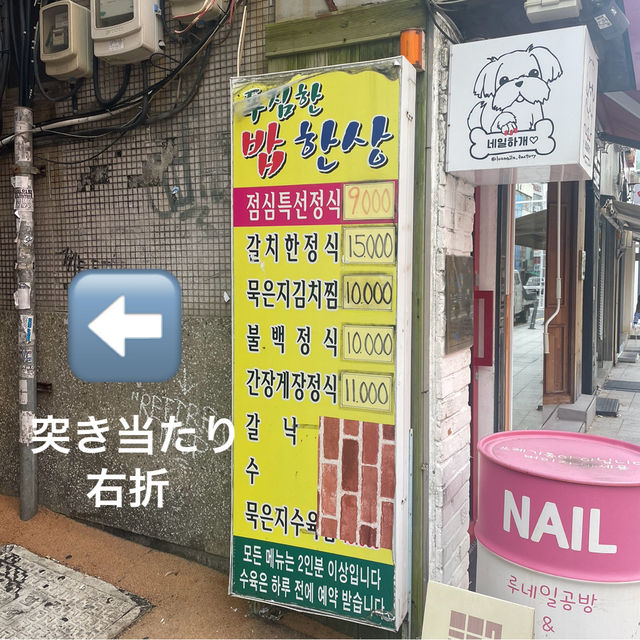 무심한
밥 한상
점심특선정식 9.000
갈치한정식 15.000
묵은지김치찜 10.000
불백정식 10.000
간장게장정식 11.000
갈 낙
수
묵은지수육
모든 메뉴는 2인분 이상입니다
수육은 하루 전에 예약 받습니다
네일하개♡
突き当たり
右折
NAIL
루네일공방
&